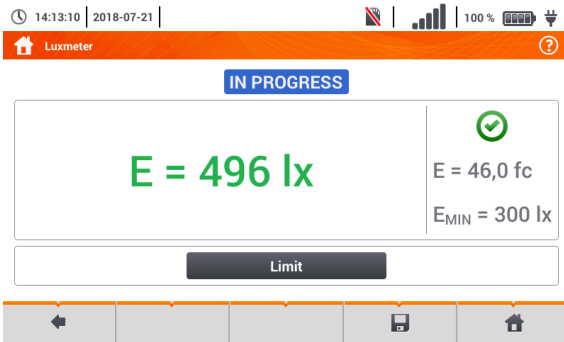 14:13:10 2018-07-21 100 %
Luxmeter ?
IN PROGRESS
E = 496 lx
E = 46,0 fc
EMIN = 300 lx
Limit